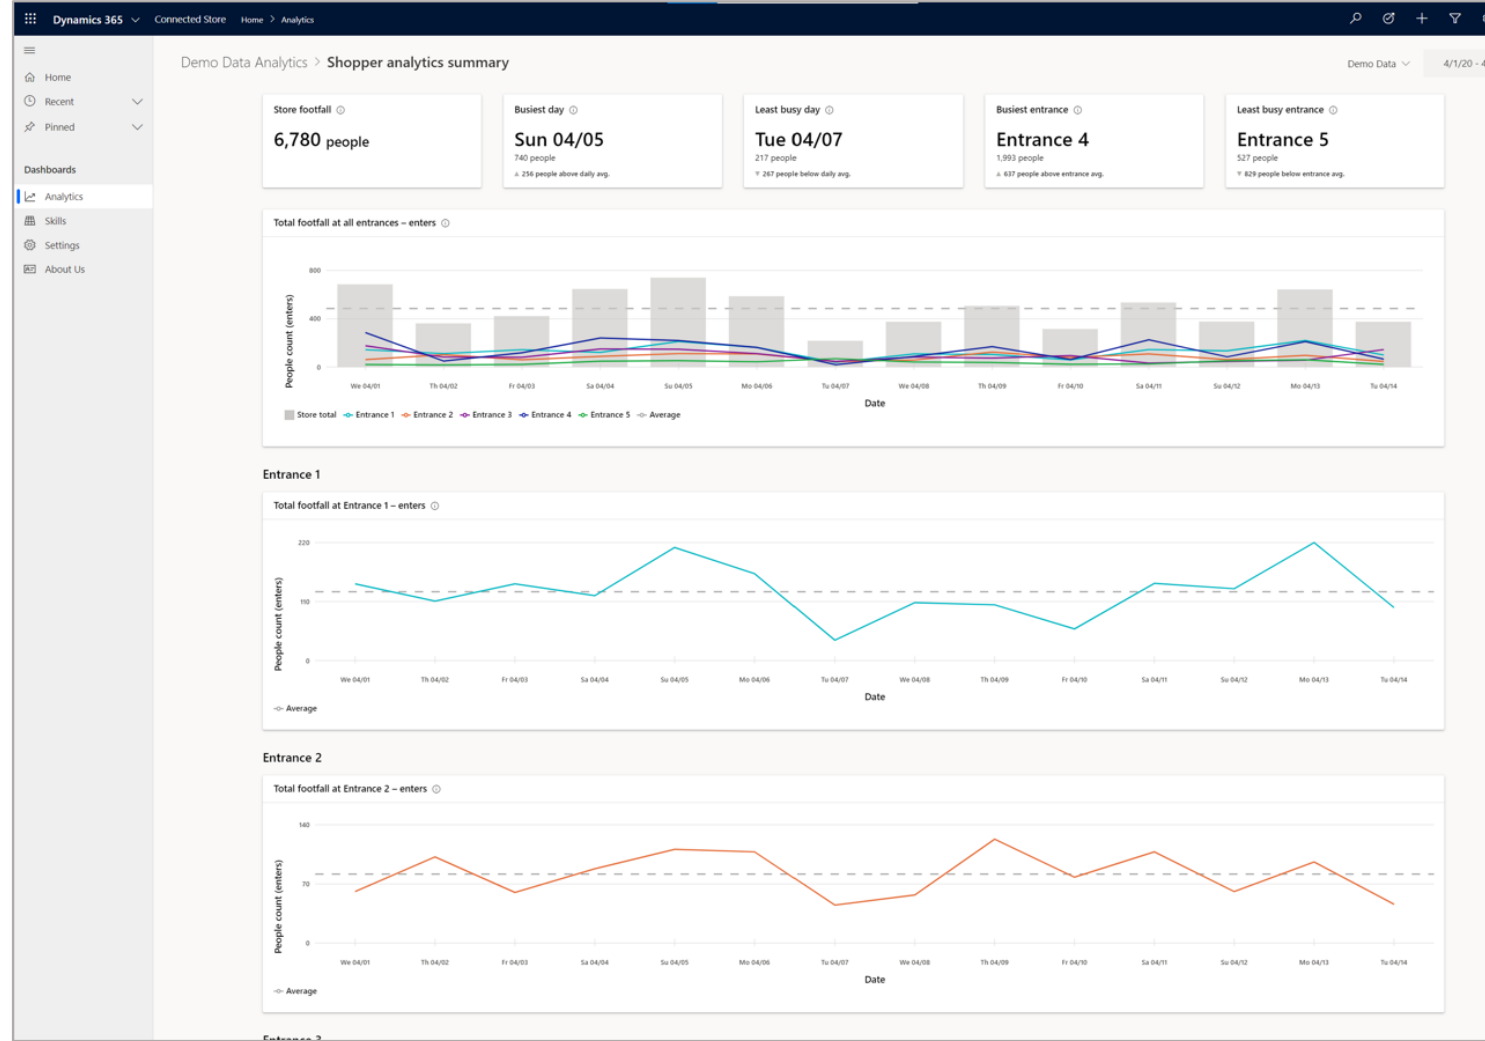 Dynamics 365 Connected Store Home > Analytics
Home
Recent
Pinned
Dashboards
Analytics
Skills
Settings
About Us
Demo Data Analytics > Shopper analytics summary
Demo Data 4/1/20 - 4
Store footfall
6,780 people
Busiest day
Sun 04/05
740 people
256 people above daily avg.
Least busy day
Tue 04/07
217 people
267 people below daily avg.
Busiest entrance
Entrance 4
1,993 people
637 people above entrance avg.
Least busy entrance
Entrance 5
527 people
829 people below entrance avg.
Total footfall at all entrances – enters
People count (enters)
800
400
0
We 04/01 Th 04/02 Fr 04/03 Sa 04/04 Su 04/05 Mo 04/06 Tu 04/07 We 04/08 Th 04/09 Fr 04/10 Sa 04/11 Su 04/12 Mo 04/13 Tu 04/14
Date
Store total Entrance 1 Entrance 2 Entrance 3 Entrance 4 Entrance 5 Average
Entrance 1
Total footfall at Entrance 1 – enters
People count (enters)
220
110
0
We 04/01 Th 04/02 Fr 04/03 Sa 04/04 Su 04/05 Mo 04/06 Tu 04/07 We 04/08 Th 04/09 Fr 04/10 Sa 04/11 Su 04/12 Mo 04/13 Tu 04/14
Date
Average
Entrance 2
Total footfall at Entrance 2 – enters
People count (enters)
140
70
0
We 04/01 Th 04/02 Fr 04/03 Sa 04/04 Su 04/05 Mo 04/06 Tu 04/07 We 04/08 Th 04/09 Fr 04/10 Sa 04/11 Su 04/12 Mo 04/13 Tu 04/14
Date
Average
Entrance 3